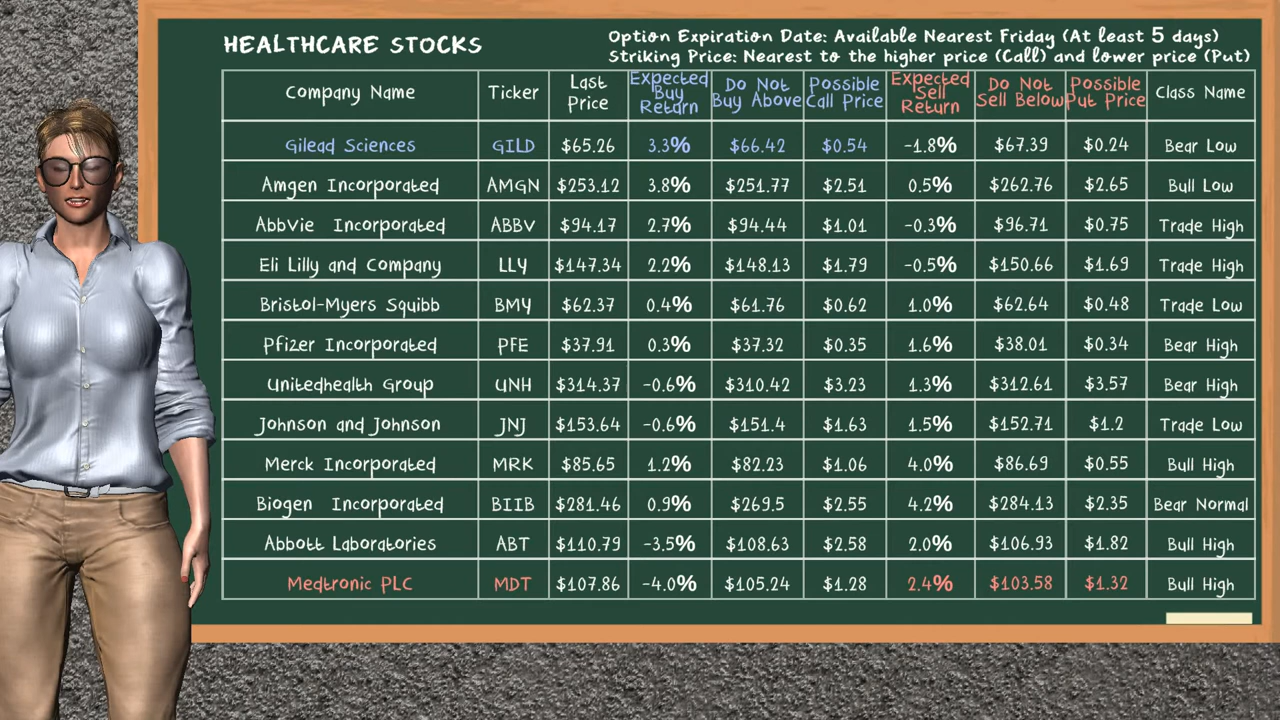 HEALTHCARE STOCKS
Option Expiration Date: Available Nearest Friday (At least 5 days)
Striking Price: Nearest to the higher price (Call) and lower price (Put)
Company Name Ticker Last Price Expected Buy Return Do Not Buy Above Possible Call Price Expected Sell Return Do Not Sell Below Possible Put Price Class Name
Gilead Sciences GILD $65.26 3.3% $66.42 $0.54 -1.8% $67.39 $0.24 Bear Low
Amgen Incorporated AMGN $253.12 3.8% $251.77 $2.51 0.5% $262.76 $2.65 Bull Low
AbbVie Incorporated ABBV $94.17 2.7% $94.44 $1.01 -0.3% $96.71 $0.75 Trade High
Eli Lilly and Company LLY $147.34 2.2% $148.13 $1.79 -0.5% $150.66 $1.69 Trade High
Bristol-Myers Squibb BMY $62.37 0.4% $61.76 $0.62 1.0% $62.64 $0.48 Trade Low
Pfizer Incorporated PFE $37.91 0.3% $37.32 $0.35 1.6% $38.01 $0.34 Bear High
Unitedhealth Group UNH $314.37 -0.6% $310.42 $3.23 1.3% $312.61 $3.57 Bear High
Johnson and Johnson JNJ $153.64 -0.6% $151.4 $1.63 1.5% $152.71 $1.2 Trade Low
Merck Incorporated MRK $85.65 1.2% $82.23 $1.06 4.0% $86.69 $0.55 Bull High
Biogen Incorporated BIIB $281.46 0.9% $269.5 $2.55 4.2% $284.13 $2.35 Bear Normal
Abbott Laboratories ABT $110.79 -3.5% $108.63 $2.58 2.0% $106.93 $1.82 Bull High
Medtronic PLC MDT $107.86 -4.0% $105.24 $1.28 2.4% $103.58 $1.32 Bull High